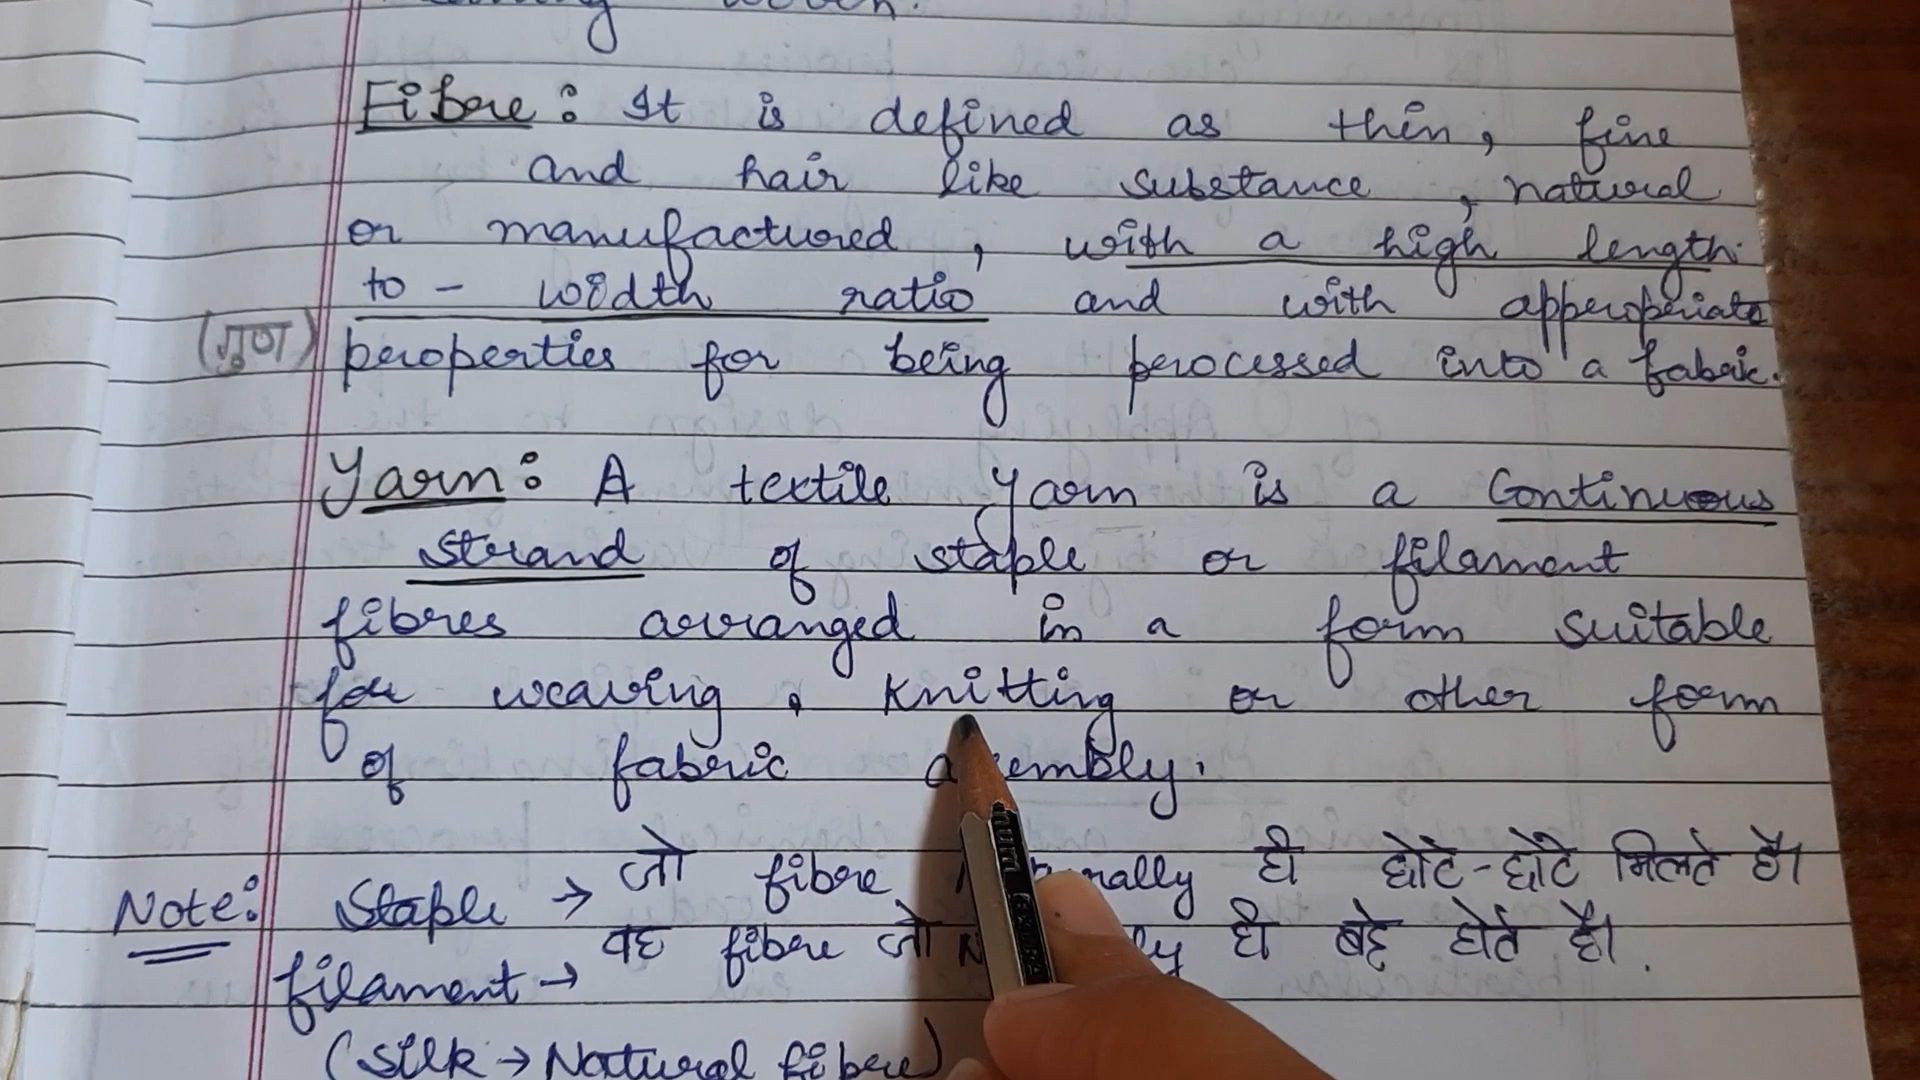 Fibre: It is defined as thin, fine
and hair like substance, natural
or manufactured, with a high length
to - width ratio and with appropriate
(गुण) properties for being processed into a fabric.
Yarn: A textile yarn is a Continuous
strand of staple or filament
fibres arranged in a form suitable
for weaving, Knitting or other form
of fabric assembly.
Note: Staple → जो fibre ही छोटे-छोटे मिलते है।
filament → वह fibre जो ही बड़े होते है।
(Silk → Natural fibre)